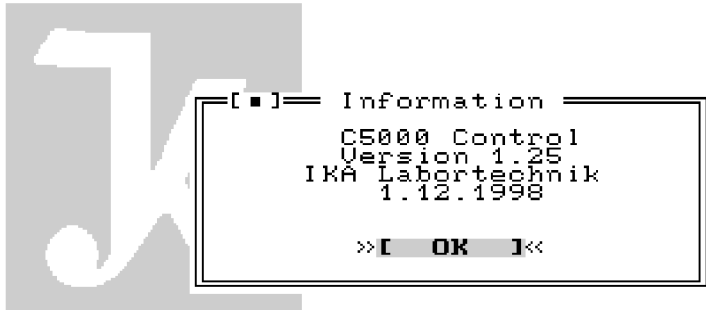 [■] Information
C5000 Control
Version 1.25
IKA Labortechnik
1.12.1998
»[ OK ]«